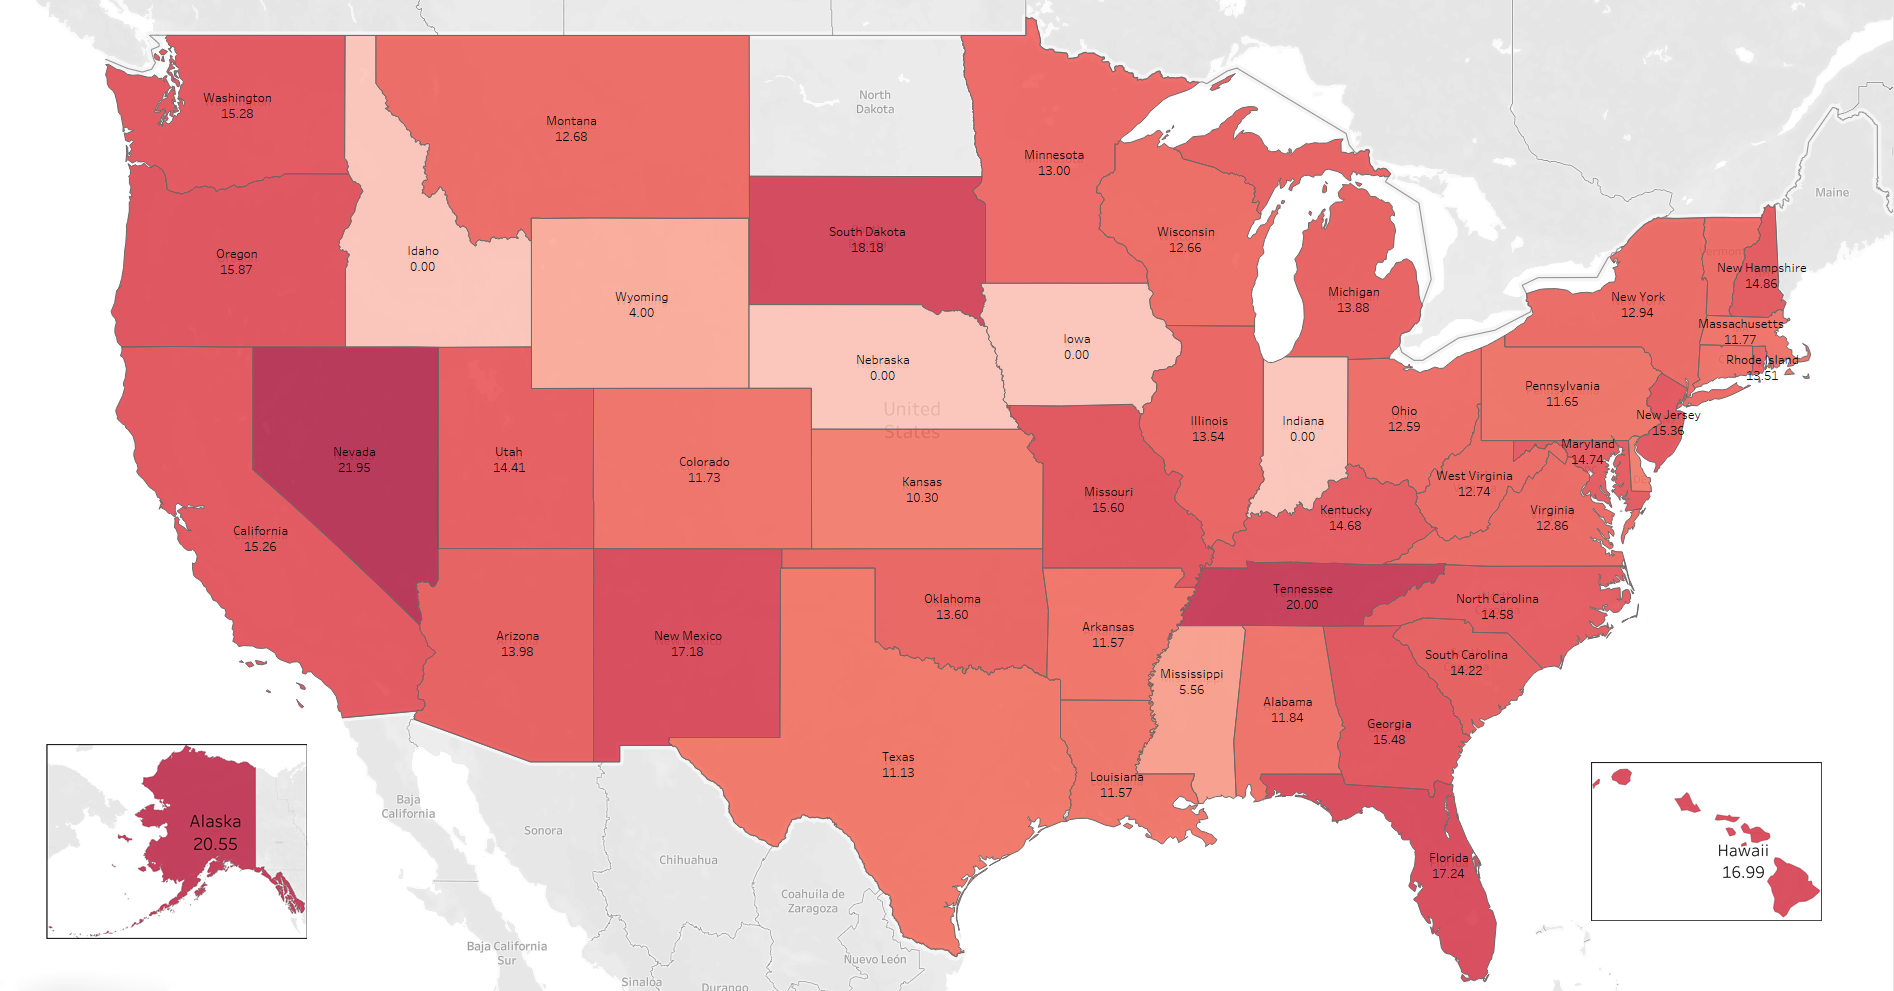 Washington
15.28
Montana
12.68
North
Dakota
Minnesota
13.00
Maine
Oregon
15.87
Idaho
0.00
South Dakota
18.18
Wisconsin
12.66
Vermont
New Hampshire
14.86
Wyoming
4.00
Michigan
13.88
New York
12.94
Massachusetts
11.77
Iowa
0.00
Nebraska
0.00
Rhode Island
13.51
Pennsylvania
11.65
United
States
Ohio
12.59
New Jersey
15.36
Illinois
13.54
Indiana
0.00
Nevada
21.95
Utah
14.41
Colorado
11.73
Maryland
14.74
Kansas
10.30
Missouri
15.60
West Virginia
12.74
Kentucky
14.68
Virginia
12.86
California
15.26
Tennessee
20.00
Oklahoma
13.60
North Carolina
14.58
Arizona
13.98
New Mexico
17.18
Arkansas
11.57
South Carolina
14.22
Mississippi
5.56
Alabama
11.84
Georgia
15.48
Texas
11.13
Louisiana
11.57
Baja
California
Alaska
20.55
Sonora
Chihuahua
Florida
17.24
Hawaii
16.99
Coahuila de
Zaragoza
Baja California
Sur
Nuevo León
Sinaloa
Durango